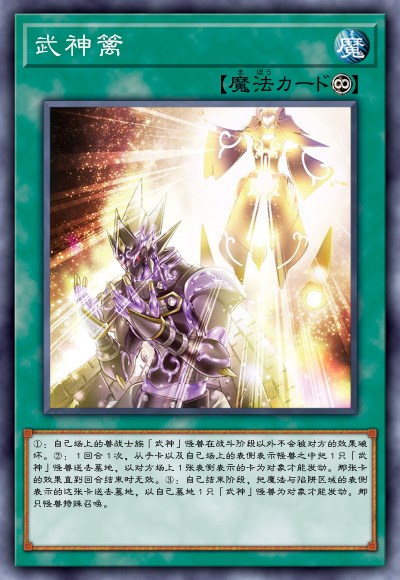 武神籬
魔
【魔法カード】
まほう
①：自己场上的兽战士族「武神」怪兽在战斗阶段以外不会被对方的效果破
坏。②：1回合1次，从手卡以及自己场上的表侧表示怪兽之中把1只「武
神」怪兽送去墓地，以对方场上1张表侧表示的卡为对象才能发动。那张卡
的效果直到回合结束时无效。③：自己结束阶段，把魔法与陷阱区域的表侧
表示的这张卡送去墓地，以自己墓地1只「武神」怪兽为对象才能发动。那
只怪兽特殊召唤。